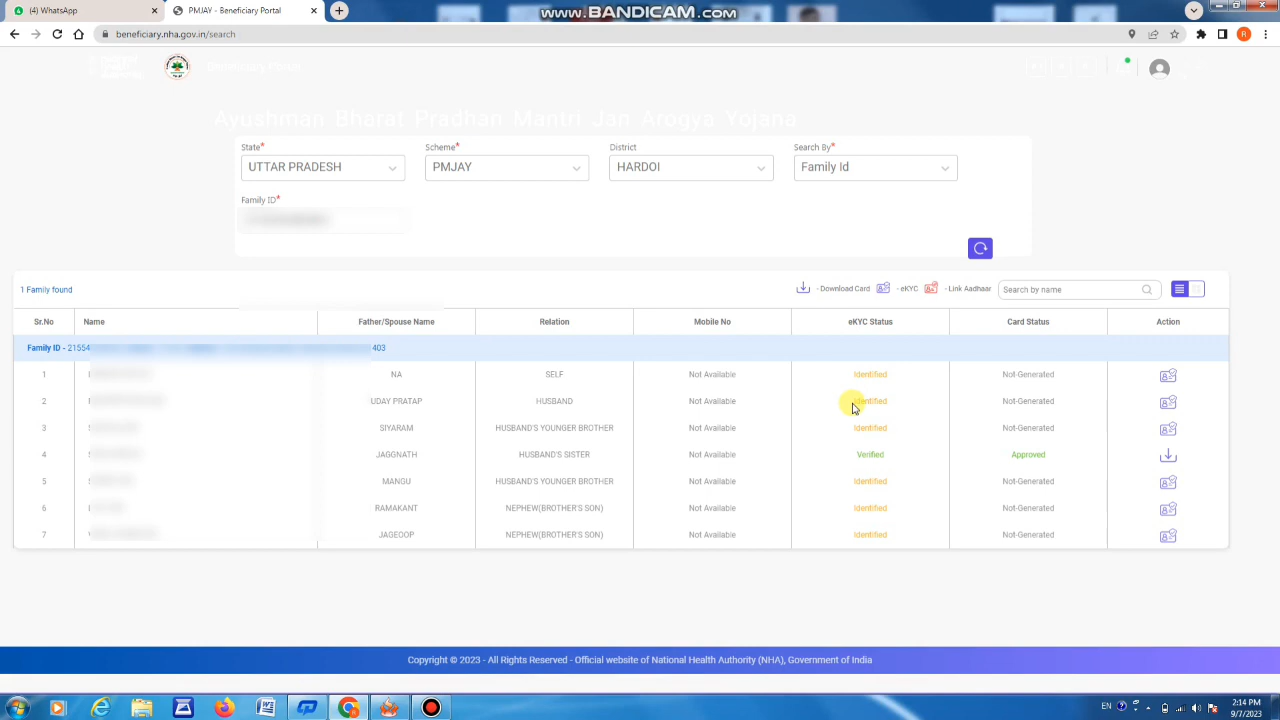 (4) WhatsApp
PMJAY - Beneficiary Portal
www.BANDICAM.com
beneficiary.nha.gov.in/search
R
Ayushman Bharat Pradhan Mantri Jan Arogya Yojana
State* Scheme* District Search By*
UTTAR PRADESH PMJAY HARDOI Family Id
Family ID*
1 Family found - Download Card - eKYC - Link Aadhaar Search by name
Sr.No Name Father/Spouse Name Relation Mobile No eKYC Status Card Status Action
Family ID - 21554 403
1 NA SELF Not Available Identified Not-Generated
2 UDAY PRATAP HUSBAND Not Available Identified Not-Generated
3 SIYARAM HUSBAND'S YOUNGER BROTHER Not Available Identified Not-Generated
4 JAGGNATH HUSBAND'S SISTER Not Available Verified Approved
5 MANGU HUSBAND'S YOUNGER BROTHER Not Available Identified Not-Generated
6 RAMAKANT NEPHEW(BROTHER'S SON) Not Available Identified Not-Generated
7 JAGEOOP NEPHEW(BROTHER'S SON) Not Available Identified Not-Generated
Copyright © 2023 - All Rights Reserved - Official website of National Health Authority (NHA), Government of India
EN 2:14 PM
9/7/2023